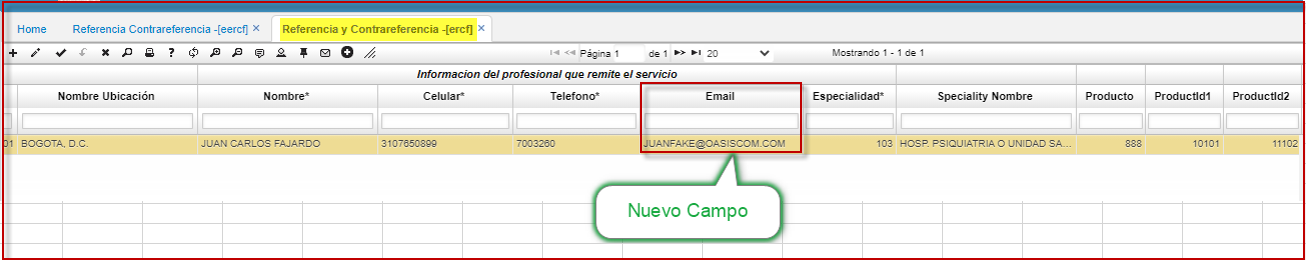 Home Referencia Contrareferencia -[eercf] × Referencia y Contrareferencia -[ercf] ×
Página 1 de 1 20 Mostrando 1 - 1 de 1
Informacion del profesional que remite el servicio
Nombre Ubicación Nombre* Celular* Telefono* Email Especialidad* Speciality Nombre Producto ProductId1 ProductId2
01 BOGOTA, D.C. JUAN CARLOS FAJARDO 3107650899 7003260 JUANFAKE@OASISCOM.COM 103 HOSP. PSIQUIATRIA O UNIDAD SA... 888 10101 11102
Nuevo Campo